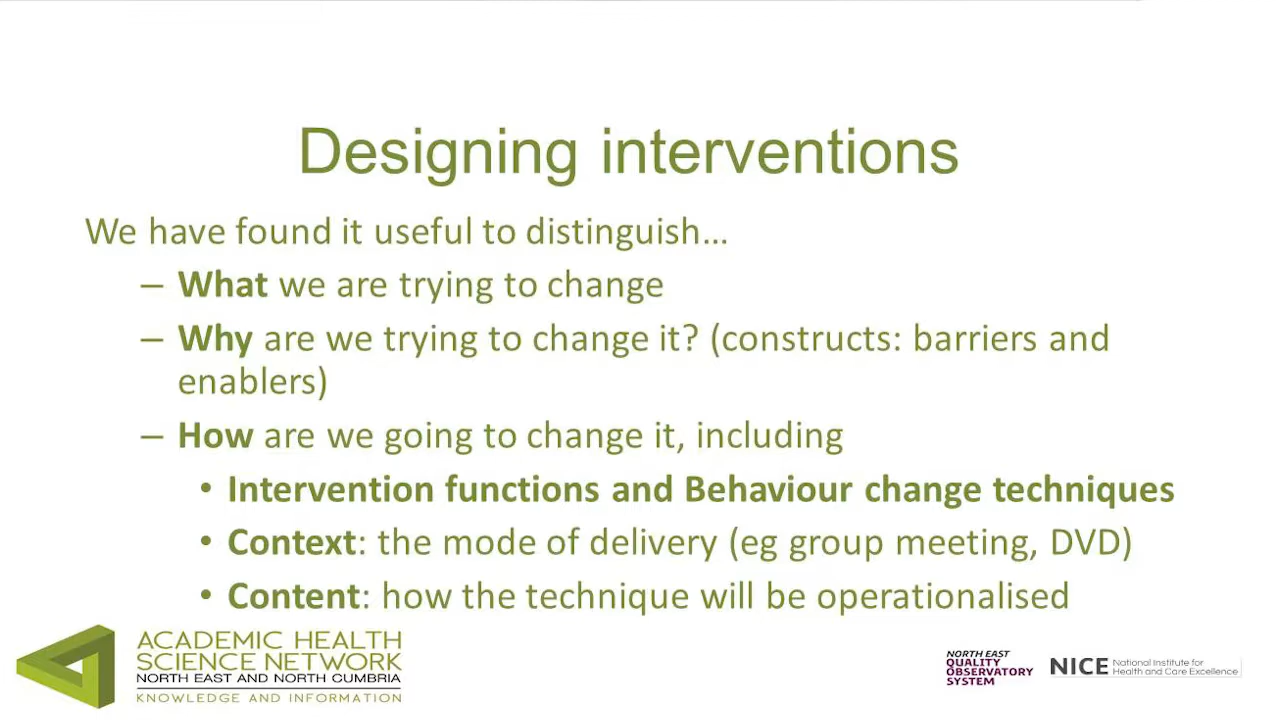 Designing interventions
We have found it useful to distinguish…
– What we are trying to change
– Why are we trying to change it? (constructs: barriers and
enablers)
– How are we going to change it, including
• Intervention functions and Behaviour change techniques
• Context: the mode of delivery (eg group meeting, DVD)
• Content: how the technique will be operationalised
ACADEMIC HEALTH
SCIENCE NETWORK
NORTH EAST AND NORTH CUMBRIA
KNOWLEDGE AND INFORMATION
NORTH EAST
QUALITY
OBSERVATORY
SYSTEM
NICE National Institute for
Health and Care Excellence